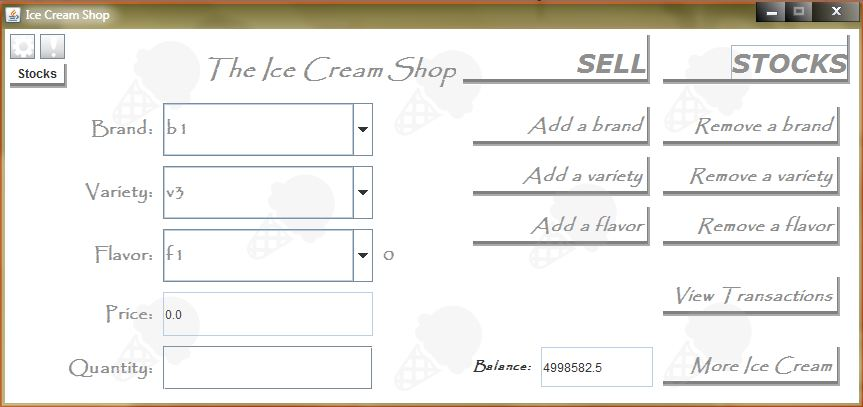 Ice Cream Shop
Stocks
The Ice Cream Shop
SELL
STOCKS
Brand: b1
Add a brand
Remove a brand
Variety: v3
Add a variety
Remove a variety
Flavor: f1 0
Add a flavor
Remove a flavor
Price: 0.0
View Transactions
Quantity:
Balance: 4998582.5
More Ice Cream